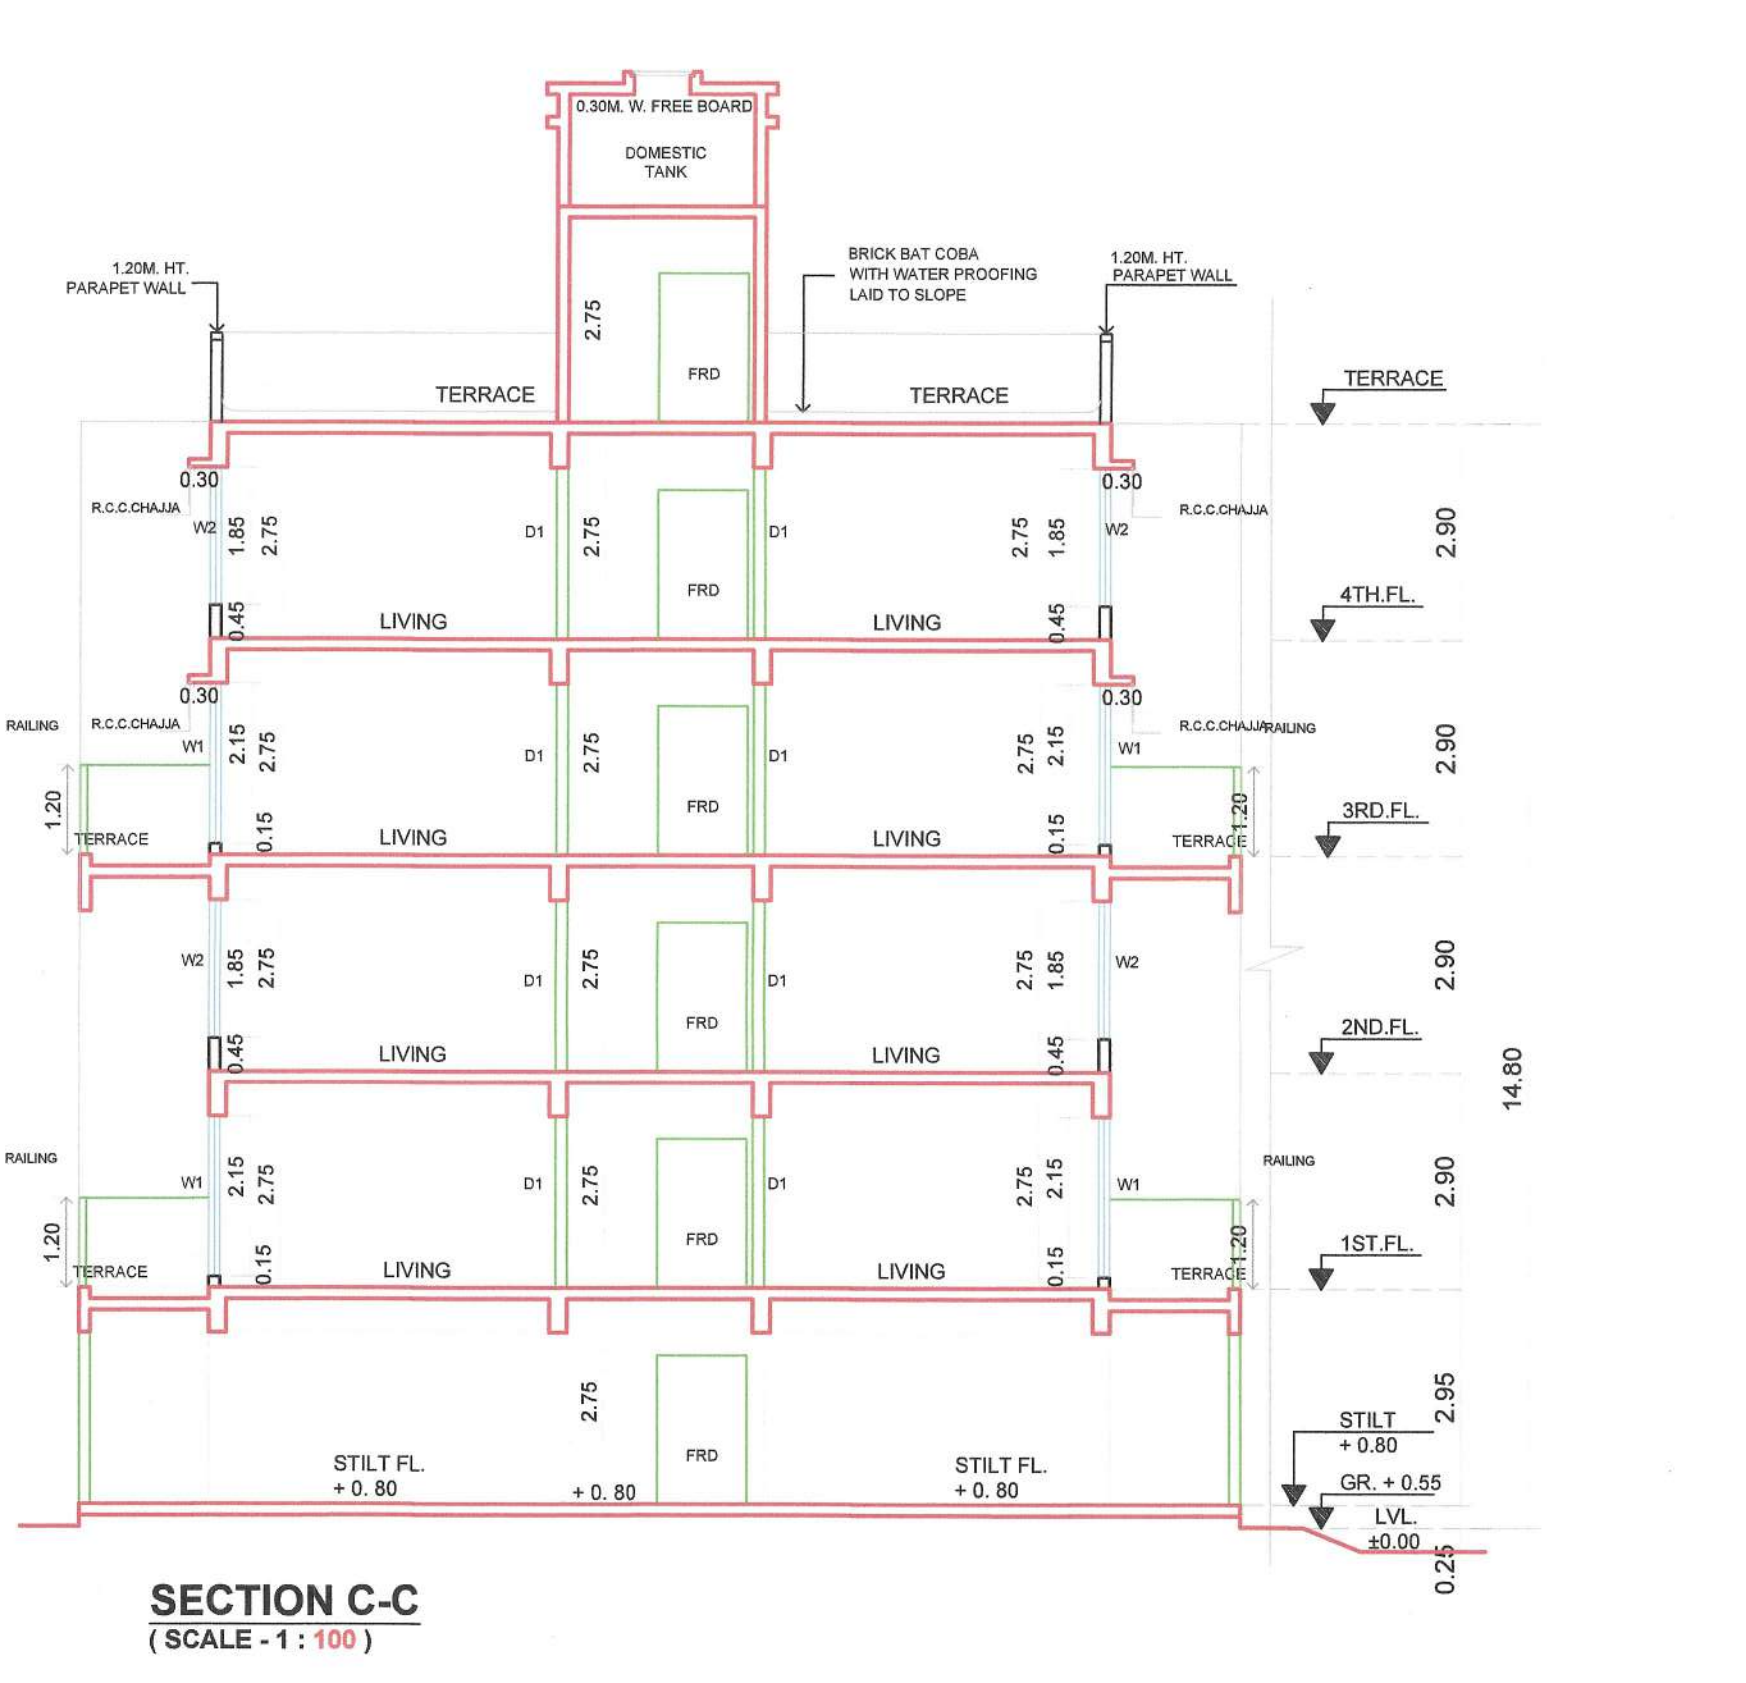 0.30M. W. FREE BOARD
DOMESTIC
TANK
1.20M. HT.
PARAPET WALL
BRICK BAT COBA
WITH WATER PROOFING
LAID TO SLOPE
1.20M. HT.
PARAPET WALL
2.75
FRD
TERRACE
TERRACE
TERRACE
0.30
R.C.C.CHAJJA
W2
1.85
2.75
D1
2.75
D1
2.75
1.85
0.30
W2
R.C.C.CHAJJA
2.90
FRD
0.45
LIVING
LIVING
0.45
4TH.FL.
0.30
RAILING
R.C.C.CHAJJA
W1
2.15
2.75
D1
2.75
D1
2.75
2.15
0.30
W1
R.C.C.CHAJJA
RAILING
2.90
1.20
TERRACE
0.15
LIVING
FRD
LIVING
0.15
TERRACE
1.20
3RD.FL.
W2
1.85
2.75
D1
2.75
D1
2.75
1.85
W2
2.90
0.45
LIVING
FRD
LIVING
0.45
2ND.FL.
14.80
RAILING
W1
2.15
2.75
D1
2.75
D1
2.75
2.15
W1
RAILING
2.90
1.20
TERRACE
0.15
LIVING
FRD
LIVING
0.15
TERRACE
1.20
1ST.FL.
2.75
FRD
2.95
STILT FL.
+ 0. 80
+ 0. 80
STILT FL.
+ 0. 80
STILT
+ 0.80
GR. + 0.55
LVL.
±0.00
0.25
SECTION C-C
( SCALE - 1 : 100 )